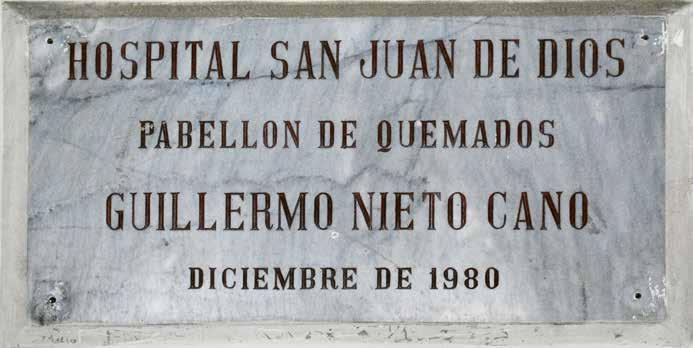 HOSPITAL SAN JUAN DE DIOS
PABELLON DE QUEMADOS
GUILLERMO NIETO CANO
DICIEMBRE DE 1980